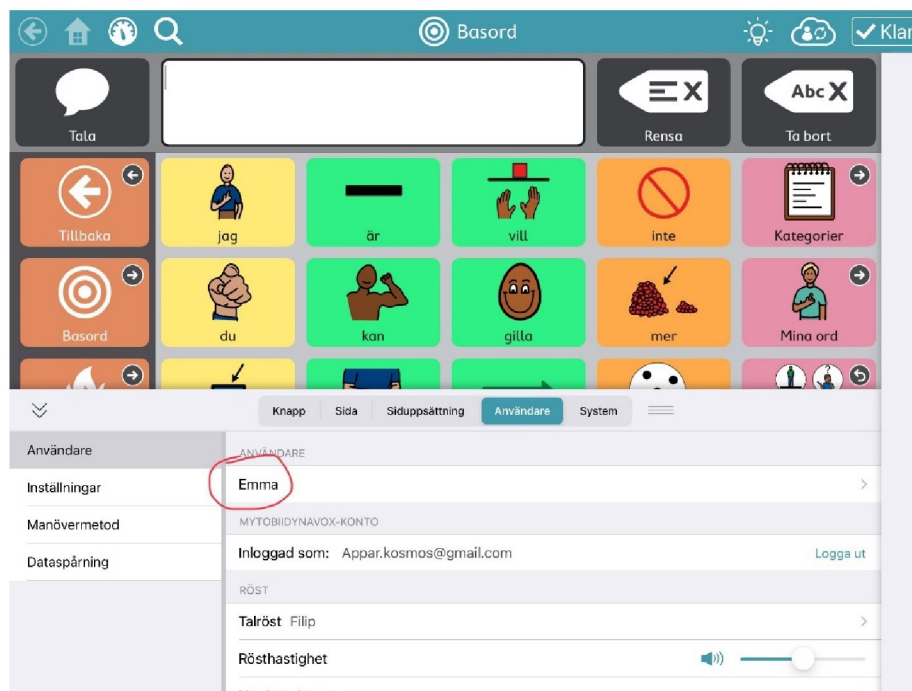 Basord
Klar
Tala
Rensa
Abc X
Ta bort
Tillbaka
jag
är
vill
inte
Kategorier
Basord
du
kan
gilla
mer
Mina ord
Knapp Sida Siduppsättning Användare System
Användare
Inställningar
Manövermetod
Dataspårning
ANVÄNDARE
Emma
MYTOBIIDYNAVOX-KONTO
Inloggad som: Appar.kosmos@gmail.com Logga ut
RÖST
Talröst Filip
Rösthastighet